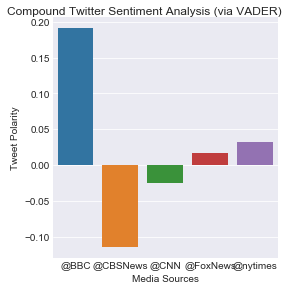 Compound Twitter Sentiment Analysis (via VADER)
0.20
0.15
0.10
0.05
0.00
−0.05
−0.10
Tweet Polarity
@BBC @CBSNews @CNN @FoxNews @nytimes
Media Sources